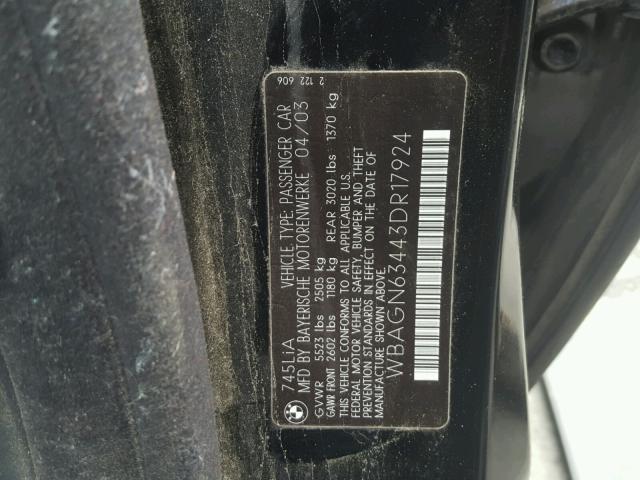 2 122 606
745LiA VEHICLE TYPE: PASSENGER CAR
MFD BY BAYERISCHE MOTORENWERKE 04/03
GVWR 5523 lbs 2505 kg
GAWR FRONT 2602 lbs 1180 kg REAR 3020 lbs 1370 kg
THIS VEHICLE CONFORMS TO ALL APPLICABLE U.S.
FEDERAL MOTOR VEHICLE SAFETY, BUMPER AND THEFT
PREVENTION STANDARDS IN EFFECT ON THE DATE OF
MANUFACTURE SHOWN ABOVE.
WBAGN63443DR17924